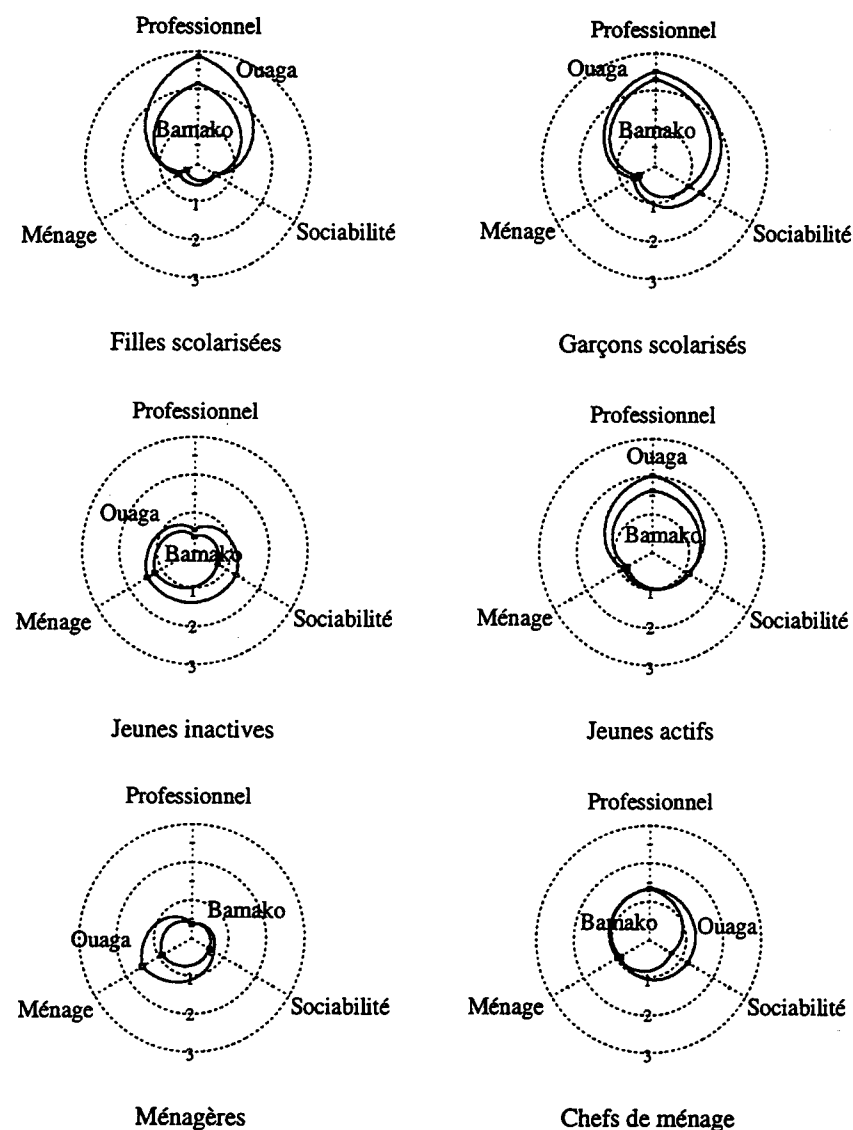 Professionnel
Ouaga
Bamako
1
Ménage
Sociabilité
2
3
Filles scolarisées
Professionnel
Ouaga
Bamako
1
Ménage
Sociabilité
2
3
Garçons scolarisés
Professionnel
Ouaga
Bamako
1
Ménage
Sociabilité
2
3
Jeunes inactives
Professionnel
Ouaga
Bamako
1
Ménage
Sociabilité
2
3
Jeunes actifs
Professionnel
Bamako
Ouaga
1
Ménage
Sociabilité
2
3
Ménagères
Professionnel
Bamako
Ouaga
1
Ménage
Sociabilité
2
3
Chefs de ménage